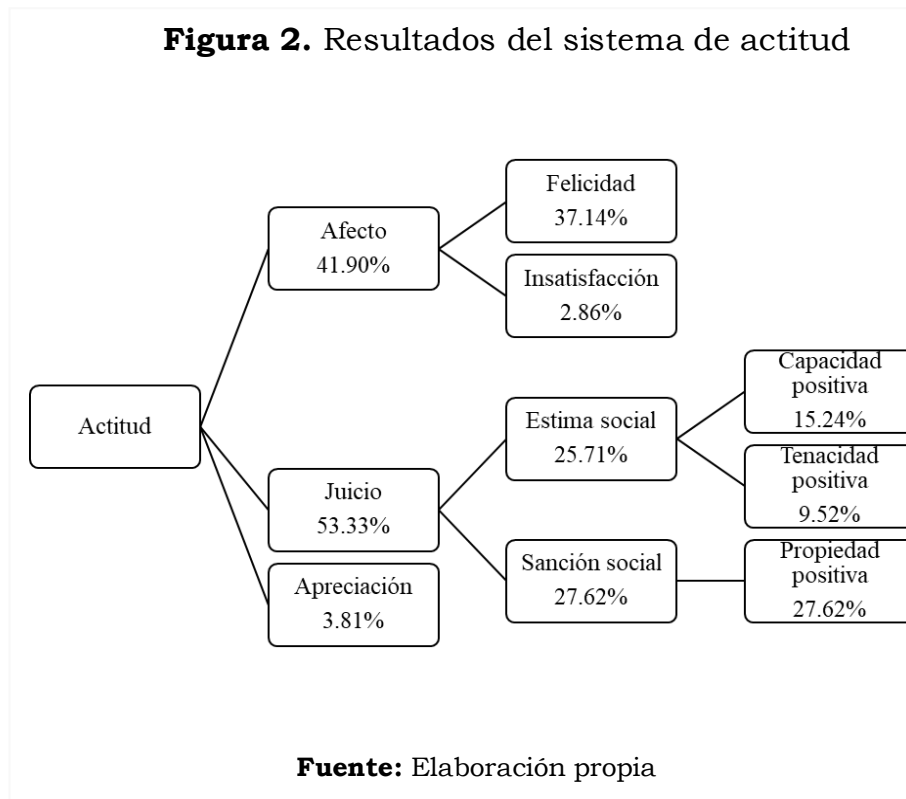 Figura 2. Resultados del sistema de actitud
Felicidad
37.14%
Afecto
41.90%
Insatisfacción
2.86%
Capacidad
positiva
15.24%
Actitud
Estima social
25.71%
Tenacidad
positiva
9.52%
Juicio
53.33%
Sanción social
27.62%
Propiedad
positiva
27.62%
Apreciación
3.81%
Fuente: Elaboración propia